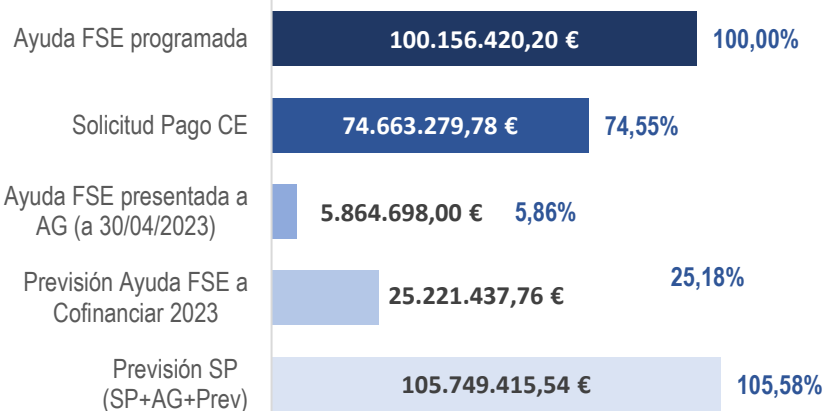 Ayuda FSE programada
100.156.420,20 €
100,00%
Solicitud Pago CE
74.663.279,78 €
74,55%
Ayuda FSE presentada a
AG (a 30/04/2023)
5.864.698,00 €
5,86%
Previsión Ayuda FSE a
Cofinanciar 2023
25.221.437,76 €
25,18%
Previsión SP
(SP+AG+Prev)
105.749.415,54 €
105,58%